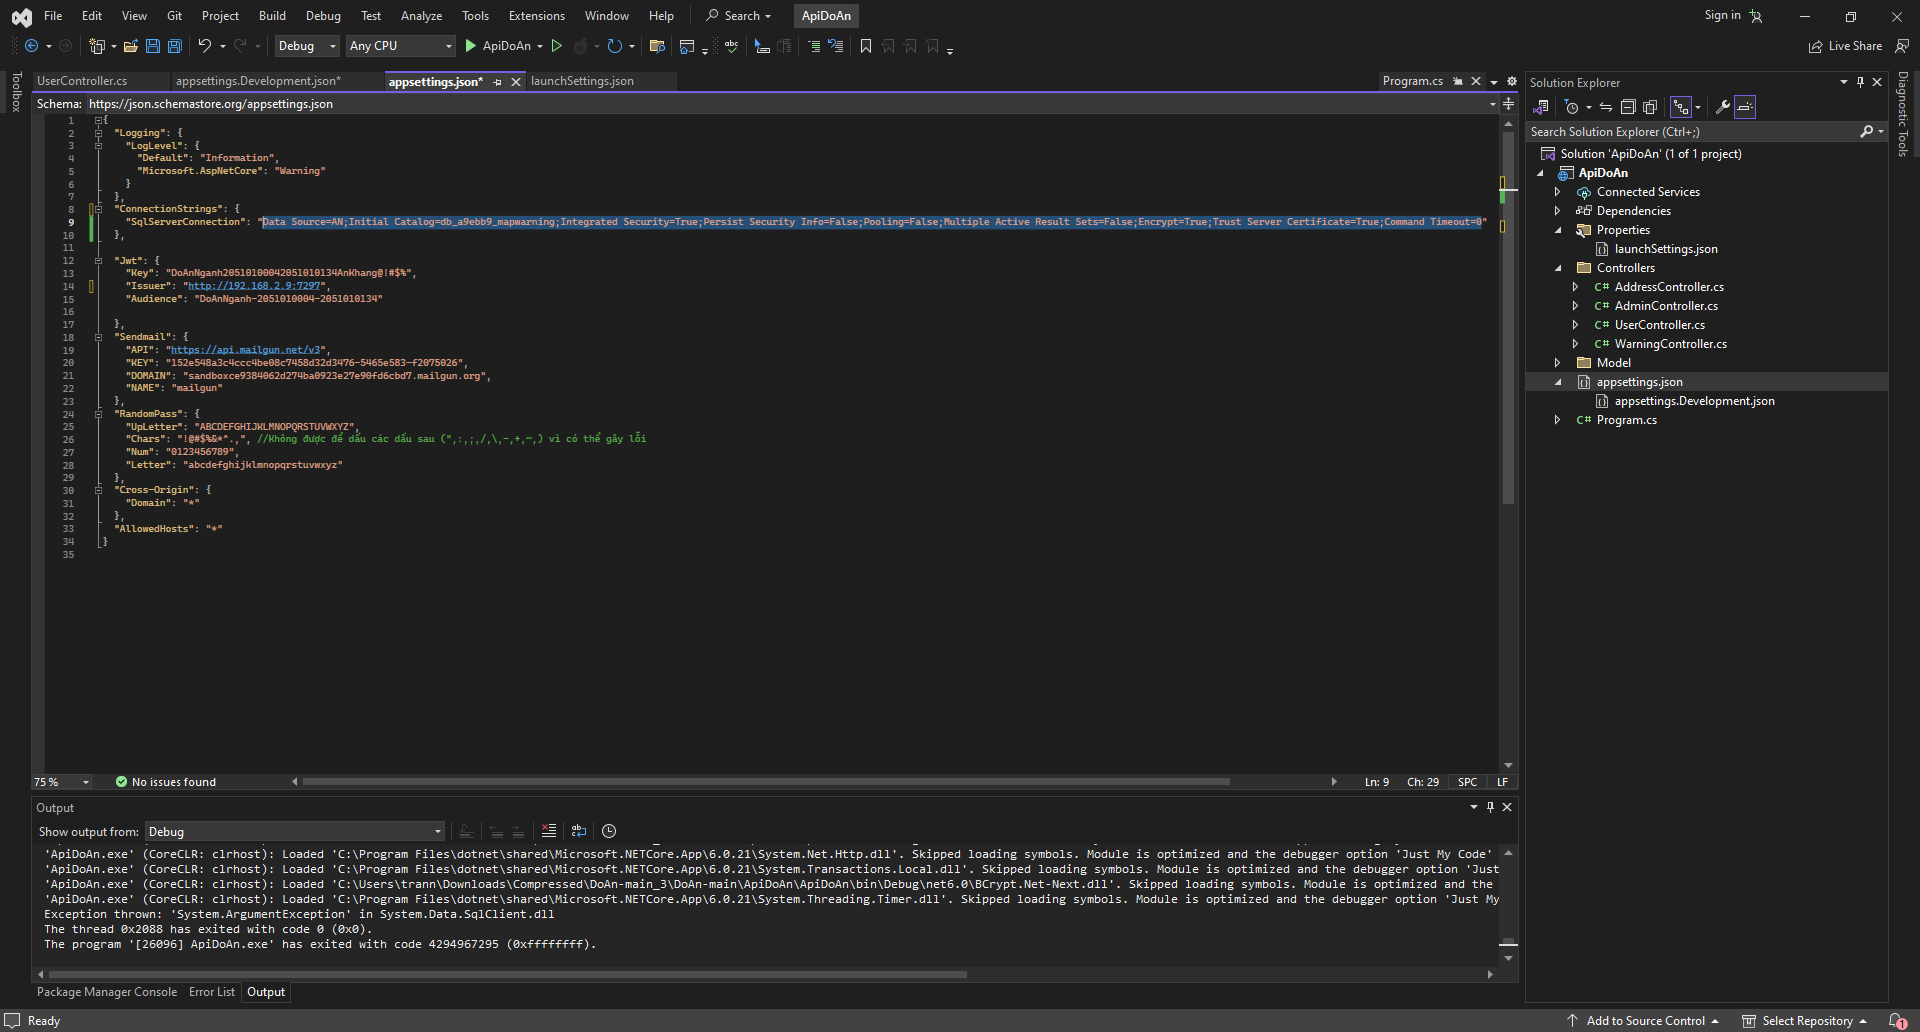 File Edit View Git Project Build Debug Test Analyze Tools Extensions Window Help Search ApiDoAn Sign in
Debug Any CPU ApiDoAn Live Share
Toolbox
UserController.cs appsettings.Development.json* appsettings.json* launchSettings.json Program.cs
Schema: https://json.schemastore.org/appsettings.json
1 {
2 "Logging": {
3 "LogLevel": {
4 "Default": "Information",
5 "Microsoft.AspNetCore": "Warning"
6 }
7 },
8 "ConnectionStrings": {
9 "SqlServerConnection": "Data Source=AN;Initial Catalog=db_a9ebb9_mapwarning;Integrated Security=True;Persist Security Info=False;Pooling=False;Multiple Active Result Sets=False;Encrypt=True;Trust Server Certificate=True;Command Timeout=0"
10 },
11
12 "Jwt": {
13 "Key": "DoAnNganh20510100042051010134AnKhang@!#$%",
14 "Issuer": "http://192.168.2.9:7297",
15 "Audience": "DoAnNganh-2051010004-2051010134"
16
17 },
18 "Sendmail": {
19 "API": "https://api.mailgun.net/v3",
20 "KEY": "152e548a3c4ccc4be08c7458d32d3476-5465e583-f2075026",
21 "DOMAIN": "sandboxce9384062d274ba0923e27e90fd6cbd7.mailgun.org",
22 "NAME": "mailgun"
23 },
24 "RandomPass": {
25 "UpLetter": "ABCDEFGHIJKLMNOPQRSTUVWXYZ",
26 "Chars": "!@#$%&*^.,", //Không được để dấu các dấu sau (",:,;,/,\,-,+,~,) vì có thể gây lỗi
27 "Num": "0123456789",
28 "Letter": "abcdefghijklmnopqrstuvwxyz"
29 },
30 "Cross-Origin": {
31 "Domain": "*"
32 },
33 "AllowedHosts": "*"
34 }
35
75 % No issues found Ln: 9 Ch: 29 SPC LF
Output
Show output from: Debug
'ApiDoAn.exe' (CoreCLR: clrhost): Loaded 'C:\Program Files\dotnet\shared\Microsoft.NETCore.App\6.0.21\System.Net.Http.dll'. Skipped loading symbols. Module is optimized and the debugger option 'Just My Code'
'ApiDoAn.exe' (CoreCLR: clrhost): Loaded 'C:\Program Files\dotnet\shared\Microsoft.NETCore.App\6.0.21\System.Transactions.Local.dll'. Skipped loading symbols. Module is optimized and the debugger option 'Just
'ApiDoAn.exe' (CoreCLR: clrhost): Loaded 'C:\Users\trann\Downloads\Compressed\DoAn-main_3\DoAn-main\ApiDoAn\ApiDoAn\bin\Debug\net6.0\BCrypt.Net-Next.dll'. Skipped loading symbols. Module is optimized and the
'ApiDoAn.exe' (CoreCLR: clrhost): Loaded 'C:\Program Files\dotnet\shared\Microsoft.NETCore.App\6.0.21\System.Threading.Timer.dll'. Skipped loading symbols. Module is optimized and the debugger option 'Just My
Exception thrown: 'System.ArgumentException' in System.Data.SqlClient.dll
The thread 0x2088 has exited with code 0 (0x0).
The program '[26096] ApiDoAn.exe' has exited with code 4294967295 (0xffffffff).
Package Manager Console Error List Output
Solution Explorer
Search Solution Explorer (Ctrl+;)
Solution 'ApiDoAn' (1 of 1 project)
ApiDoAn
Connected Services
Dependencies
Properties
launchSettings.json
Controllers
C# AddressController.cs
C# AdminController.cs
C# UserController.cs
C# WarningController.cs
Model
appsettings.json
appsettings.Development.json
C# Program.cs
Diagnostic Tools
Ready Add to Source Control Select Repository 1